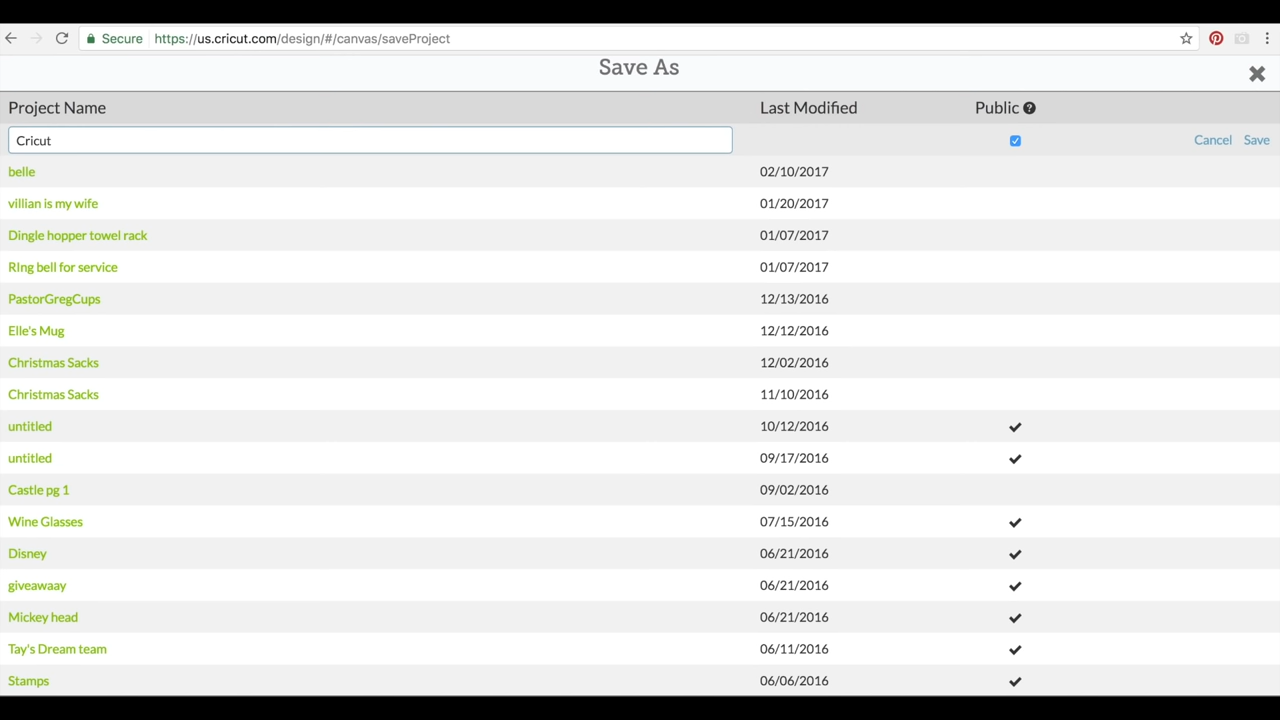 Secure https://us.cricut.com/design/#/canvas/saveProject
Save As
Project Name Last Modified Public
Cricut Cancel Save
belle 02/10/2017
villian is my wife 01/20/2017
Dingle hopper towel rack 01/07/2017
RIng bell for service 01/07/2017
PastorGregCups 12/13/2016
Elle's Mug 12/12/2016
Christmas Sacks 12/02/2016
Christmas Sacks 11/10/2016
untitled 10/12/2016
untitled 09/17/2016
Castle pg 1 09/02/2016
Wine Glasses 07/15/2016
Disney 06/21/2016
giveawaay 06/21/2016
Mickey head 06/21/2016
Tay's Dream team 06/11/2016
Stamps 06/06/2016